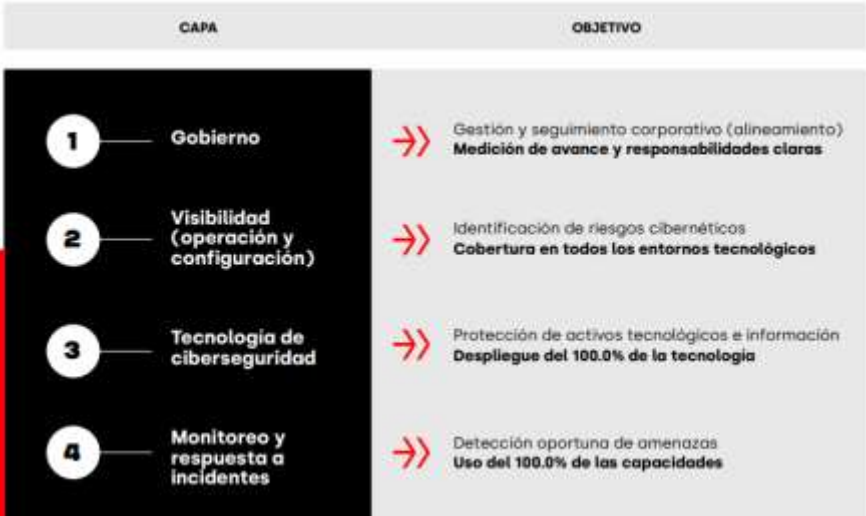 CAPA
OBJETIVO
1
Gobierno
Gestión y seguimiento corporativo (alineamiento)
Medición de avance y responsabilidades claras
2
Visibilidad
(operación y
configuración)
Identificación de riesgos cibernéticos
Cobertura en todos los entornos tecnológicos
3
Tecnología de
ciberseguridad
Protección de activos tecnológicos e información
Despliegue del 100.0% de la tecnología
4
Monitoreo y
respuesta a
incidentes
Detección oportuna de amenazas
Uso del 100.0% de las capacidades